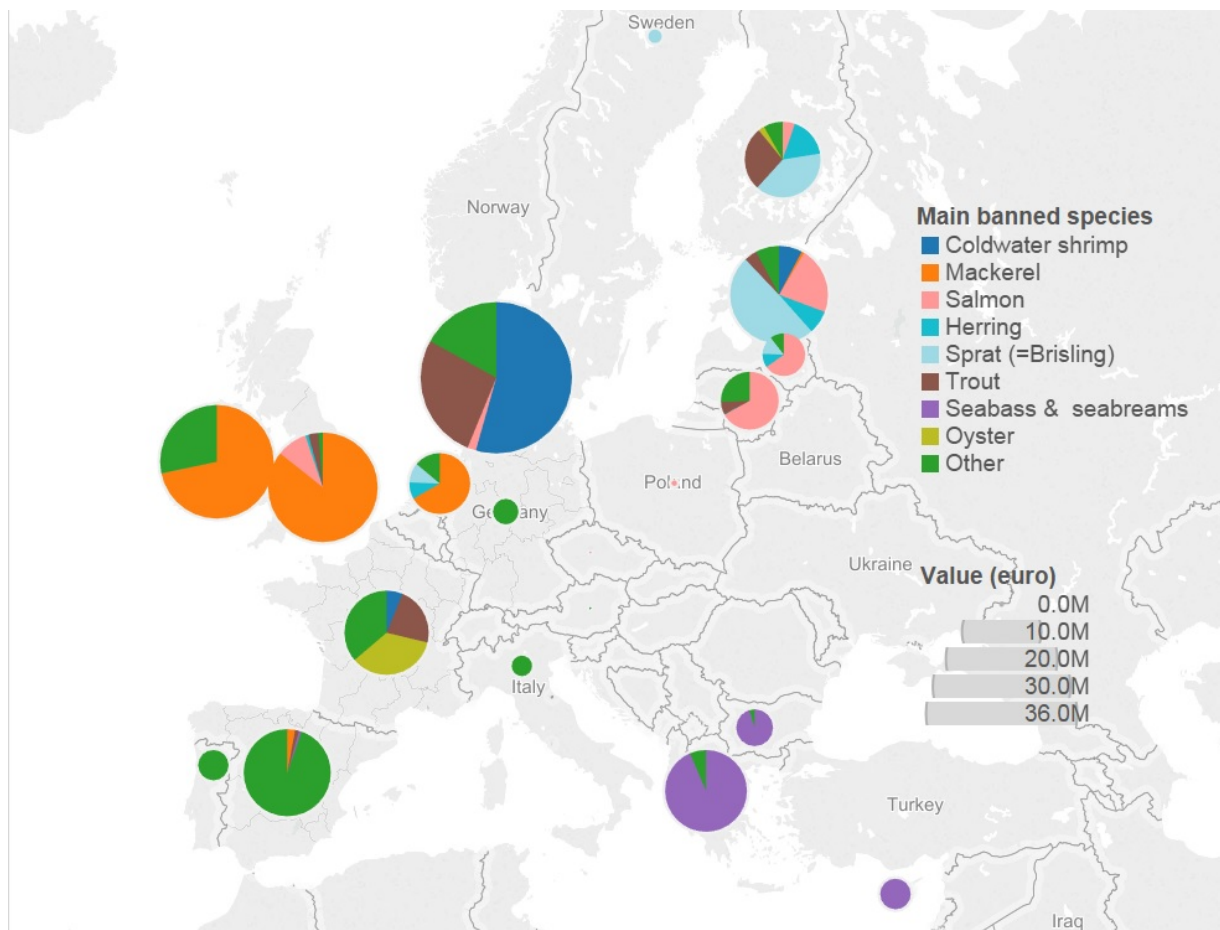 Sweden
Norway
Main banned species
Coldwater shrimp
Mackerel
Salmon
Herring
Sprat (=Brisling)
Trout
Seabass & seabreams
Oyster
Other
Belarus
Poland
Germany
Ukraine
Value (euro)
0.0M
10.0M
20.0M
30.0M
36.0M
Italy
Turkey
Iraq